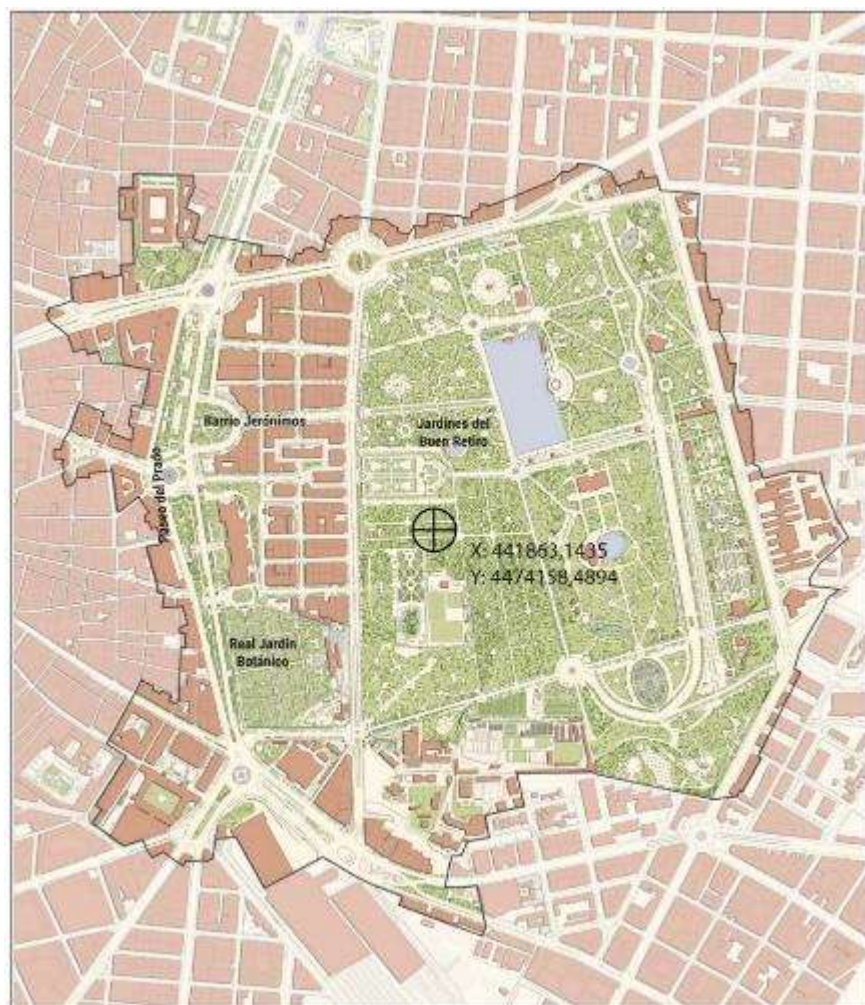 Barrio Jerónimos
Jardines del
Buen Retiro
Paseo del Prado
X: 441863,1435
Y: 4474158,4894
Real Jardín
Botánico